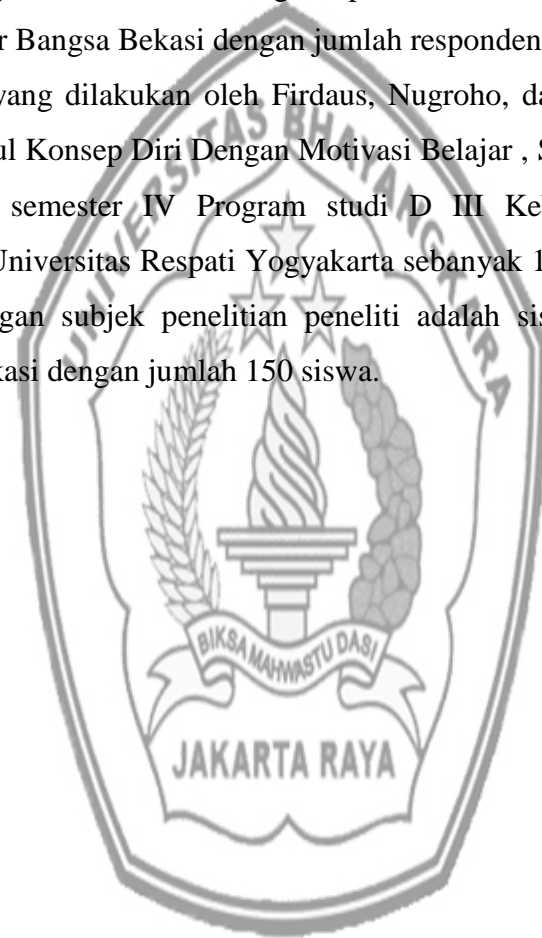 r Bangsa Bekasi dengan jumlah responden
yang dilakukan oleh Firdaus, Nugroho, da
ul Konsep Diri Dengan Motivasi Belajar , S
semester IV Program studi D III Ke
Universitas Respati Yogyakarta sebanyak 1
gan subjek penelitian peneliti adalah sis
kasi dengan jumlah 150 siswa.
UNIVERSITAS BHAYANGKARA
BIKSA MAHWASTU DASI
JAKARTA RAYA